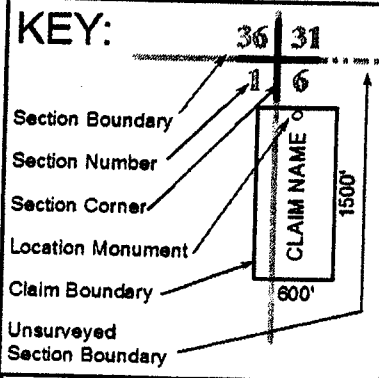 KEY:
36 31
1 6
Section Boundary
Section Number
Section Corner
Location Monument
Claim Boundary
Unsurveyed
Section Boundary
CLAIM NAME
1500'
600'